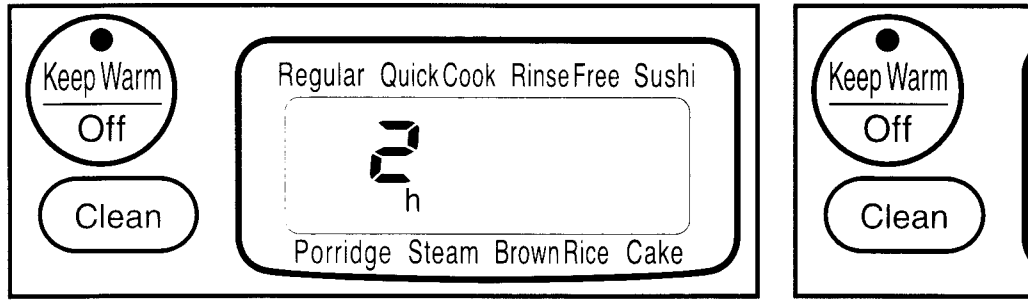 Keep Warm
Off
Clean
Regular QuickCook RinseFree Sushi
2
h
Porridge Steam BrownRice Cake
Keep Warm
Off
Clean